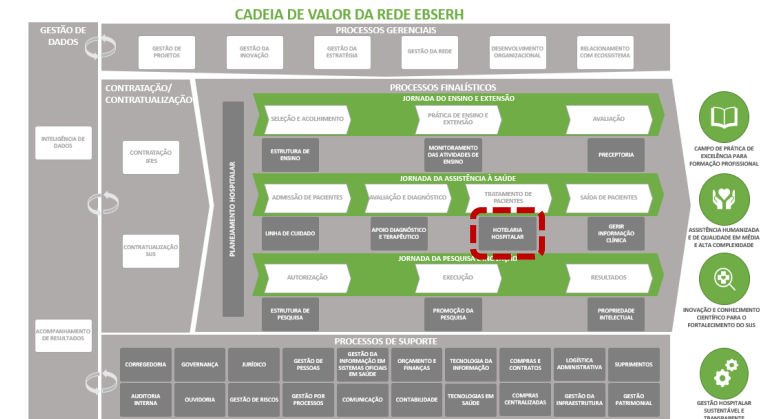 CADEIA DE VALOR DA REDE EBSERH
GESTÃO DE
DADOS
INTELIGÊNCIA DE
DADOS
ACOMPANHAMENTO
DE RESULTADOS
PROCESSOS GERENCIAIS
GESTÃO DE
PROJETOS
GESTÃO DA
INOVAÇÃO
GESTÃO DA
ESTRATÉGIA
GESTÃO DA REDE
DESENVOLVIMENTO
ORGANIZACIONAL
RELACIONAMENTO
COM ECOSSISTEMA
CONTRATAÇÃO/
CONTRATUALIZAÇÃO
CONTRATAÇÃO
IFES
CONTRATUALIZAÇÃO
SUS
PROCESSOS FINALÍSTICOS
PLANEJAMENTO HOSPITALAR
JORNADA DO ENSINO E EXTENSÃO
SELEÇÃO E ACOLHIMENTO
PRÁTICA DE ENSINO E
EXTENSÃO
AVALIAÇÃO
ESTRUTURA DE
ENSINO
MONITORAMENTO
DAS ATIVIDADES DE
ENSINO
PRECEPTORIA
JORNADA DA ASSISTÊNCIA À SAÚDE
ADMISSÃO DE PACIENTES
AVALIAÇÃO E DIAGNÓSTICO
TRATAMENTO DE
PACIENTES
SAÍDA DE PACIENTES
LINHA DE CUIDADO
APOIO DIAGNÓSTICO
E TERAPÊUTICO
HOTELARIA
HOSPITALAR
GERIR
INFORMAÇÃO
CLÍNICA
JORNADA DA PESQUISA E INOVAÇÃO
AUTORIZAÇÃO
EXECUÇÃO
RESULTADOS
ESTRUTURA DE
PESQUISA
PROMOÇÃO DA
PESQUISA
PROPRIEDADE
INTELECTUAL
CAMPO DE PRÁTICA DE
EXCELÊNCIA PARA
FORMAÇÃO PROFISSIONAL
ASSISTÊNCIA HUMANIZADA
E DE QUALIDADE EM MÉDIA
E ALTA COMPLEXIDADE
INOVAÇÃO E CONHECIMENTO
CIENTÍFICO PARA O
FORTALECIMENTO DO SUS
GESTÃO HOSPITALAR
SUSTENTÁVEL E
TRANSPARENTE
PROCESSOS DE SUPORTE
CORREGEDORIA
GOVERNANÇA
JURÍDICO
GESTÃO DE
PESSOAS
GESTÃO DA
INFORMAÇÃO EM
SISTEMAS OFICIAIS
EM SAÚDE
ORÇAMENTO E
FINANÇAS
TECNOLOGIA DA
INFORMAÇÃO
COMPRAS E
CONTRATOS
LOGÍSTICA
ADMINISTRATIVA
SUPRIMENTOS
AUDITORIA
INTERNA
OUVIDORIA
GESTÃO DE RISCOS
GESTÃO POR
PROCESSOS
COMUNICAÇÃO
CONTABILIDADE
TECNOLOGIAS EM
SAÚDE
COMPRAS
CENTRALIZADAS
GESTÃO DA
INFRAESTRUTURA
GESTÃO
PATRIMONIAL